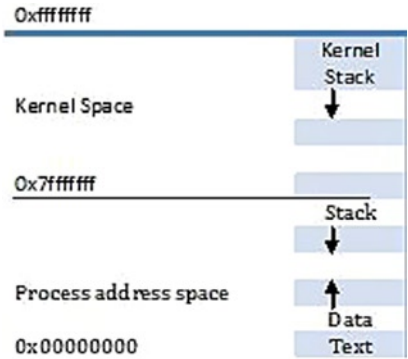 0xffffffff
Kernel
Stack
Kernel Space
0x7fffffff
Stack
Process address space
Data
0x00000000
Text